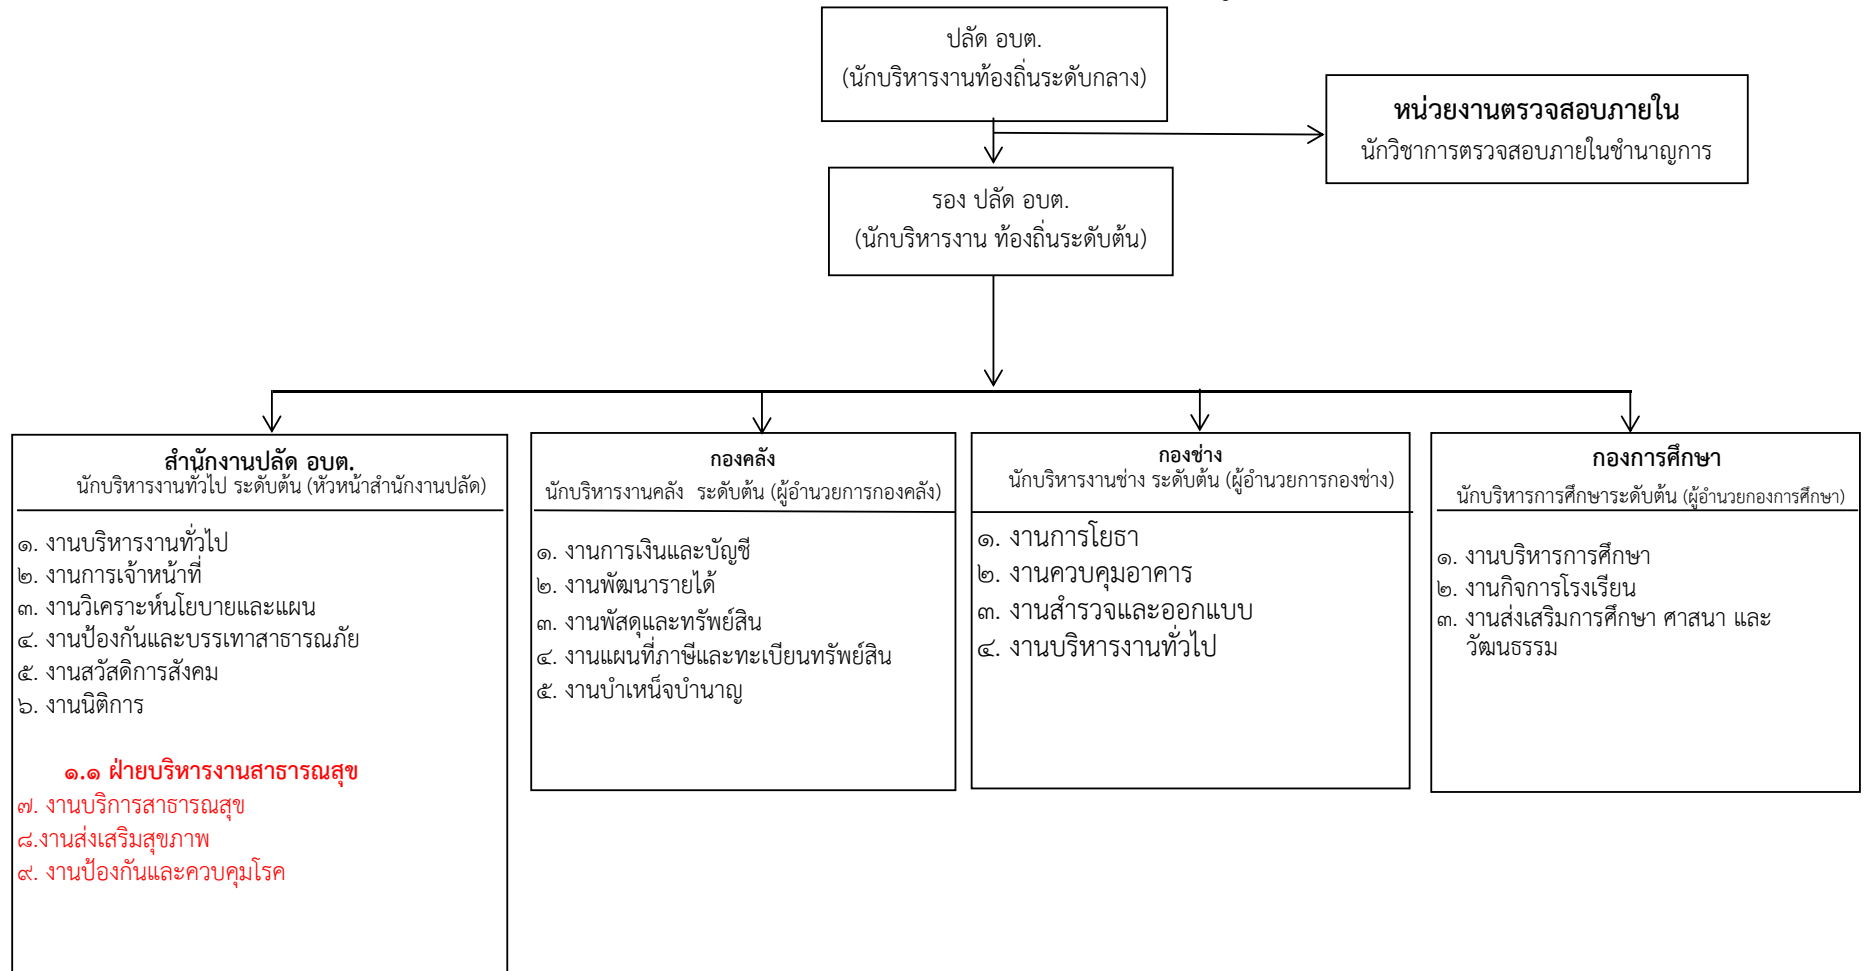 ปลัด อบต.
(นักบริหารงานท้องถิ่นระดับกลาง)
หน่วยงานตรวจสอบภายใน
นักวิชาการตรวจสอบภายในชำนาญการ
รอง ปลัด อบต.
(นักบริหารงาน ท้องถิ่นระดับต้น)
สำนักงานปลัด อบต.
นักบริหารงานทั่วไป ระดับต้น (หัวหน้าสำนักงานปลัด)
๑. งานบริหารงานทั่วไป
๒. งานการเจ้าหน้าที่
๓. งานวิเคราะห์นโยบายและแผน
๔. งานป้องกันและบรรเทาสาธารณภัย
๕. งานสวัสดิการสังคม
๖. งานนิติการ
๑.๑ ฝ่ายบริหารงานสาธารณสุข
๗. งานบริการสาธารณสุข
๘.งานส่งเสริมสุขภาพ
๙. งานป้องกันและควบคุมโรค
กองคลัง
นักบริหารงานคลัง ระดับต้น (ผู้อำนวยการกองคลัง)
๑. งานการเงินและบัญชี
๒. งานพัฒนารายได้
๓. งานพัสดุและทรัพย์สิน
๔. งานแผนที่ภาษีและทะเบียนทรัพย์สิน
๕. งานบำเหน็จบำนาญ
กองช่าง
นักบริหารงานช่าง ระดับต้น (ผู้อำนวยการกองช่าง)
๑. งานการโยธา
๒. งานควบคุมอาคาร
๓. งานสำรวจและออกแบบ
๔. งานบริหารงานทั่วไป
กองการศึกษา
นักบริหารการศึกษาระดับต้น (ผู้อำนวยกองการศึกษา)
๑. งานบริหารการศึกษา
๒. งานกิจการโรงเรียน
๓. งานส่งเสริมการศึกษา ศาสนา และ
วัฒนธรรม